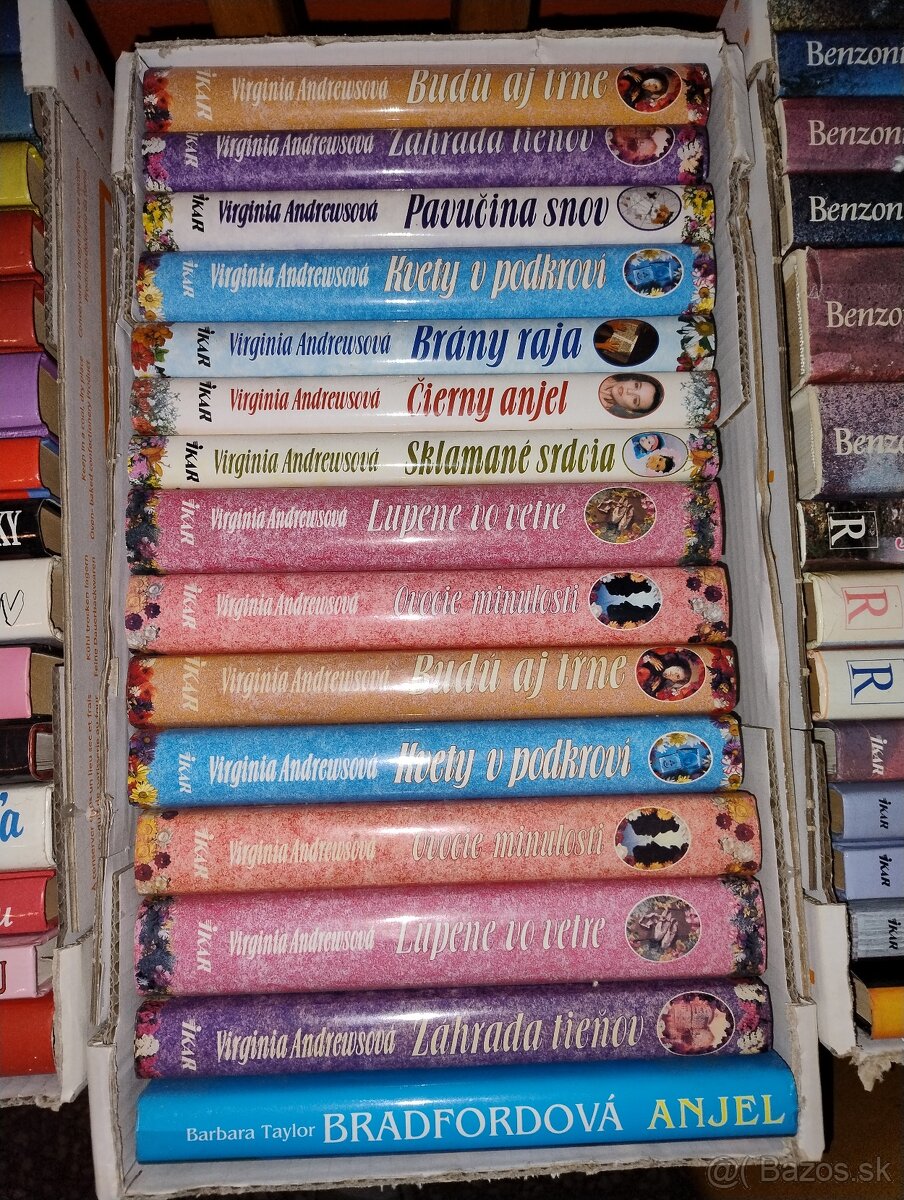 iKAR Virginia Andrewsová Budú aj tŕne
iKAR Virginia Andrewsová Záhrada tieňov
iKAR Virginia Andrewsová Pavučina snov
iKAR Virginia Andrewsová Kvety v podkroví
iKAR Virginia Andrewsová Brány raja
iKAR Virginia Andrewsová Čierny anjel
iKAR Virginia Andrewsová Sklamané srdcia
iKAR Virginia Andrewsová Lupene vo vetre
iKAR Virginia Andrewsová Ovocie minulosti
iKAR Virginia Andrewsová Budú aj tŕne
iKAR Virginia Andrewsová Kvety v podkroví
iKAR Virginia Andrewsová Ovocie minulosti
iKAR Virginia Andrewsová Lupene vo vetre
iKAR Virginia Andrewsová Záhrada tieňov
Barbara Taylor BRADFORDOVÁ ANJEL
Benzoni
Benzoni
Benzoni
Benzo
Benzo
R
R
R
iKAR
iKAR
iKAR
iKAR
@( Bazos.sk